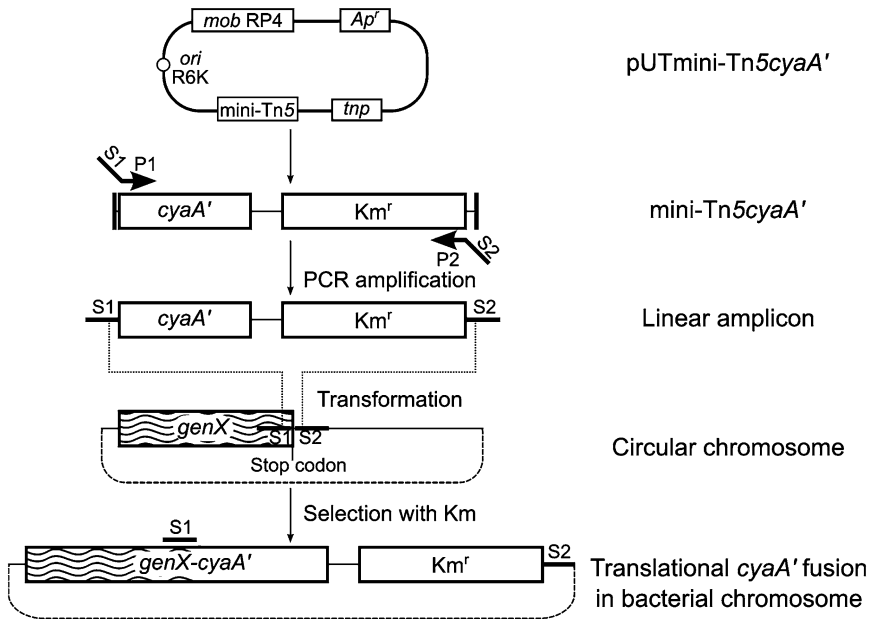 mob RP4
Apʳ
ori
R6K
pUTmini-Tn5cyaA'
mini-Tn5
tnp
S1
P1
cyaA'
Kmʳ
mini-Tn5cyaA'
P2
S2
PCR amplification
S1
S2
cyaA'
Kmʳ
Linear amplicon
Transformation
genX
S1
S2
Circular chromosome
Stop codon
Selection with Km
S1
genX-cyaA'
Kmʳ
S2
Translational cyaA' fusion
in bacterial chromosome